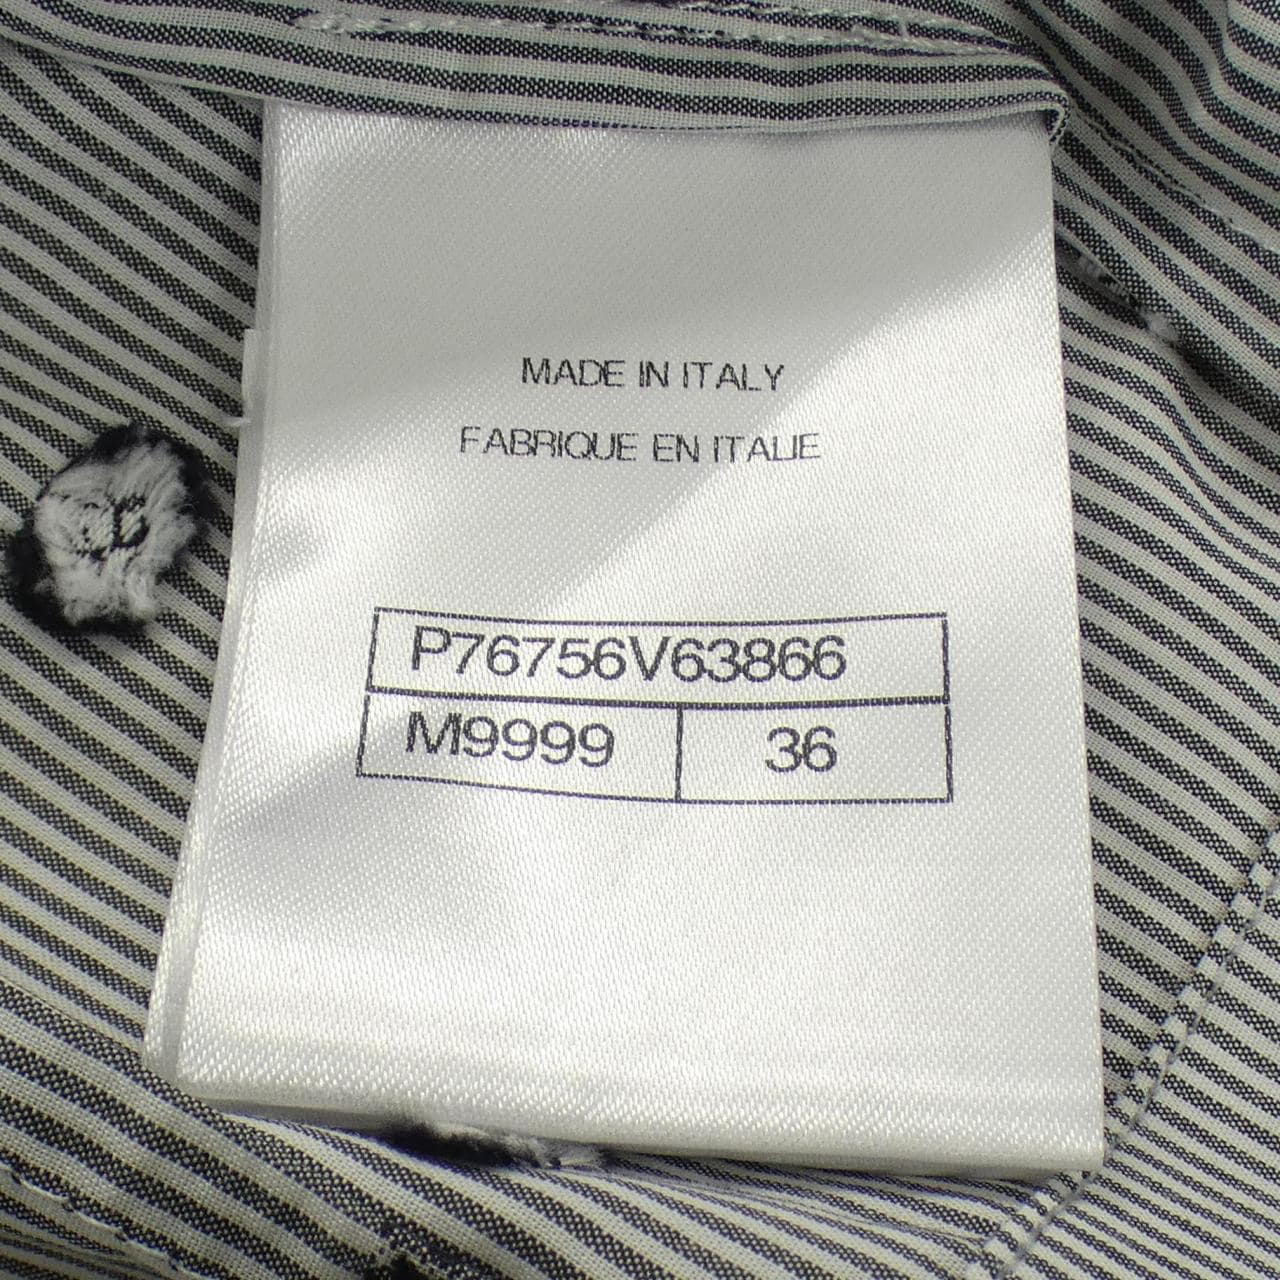 MADE IN ITALY
FABRIQUE EN ITALIE
P76756V63866
M9999 36